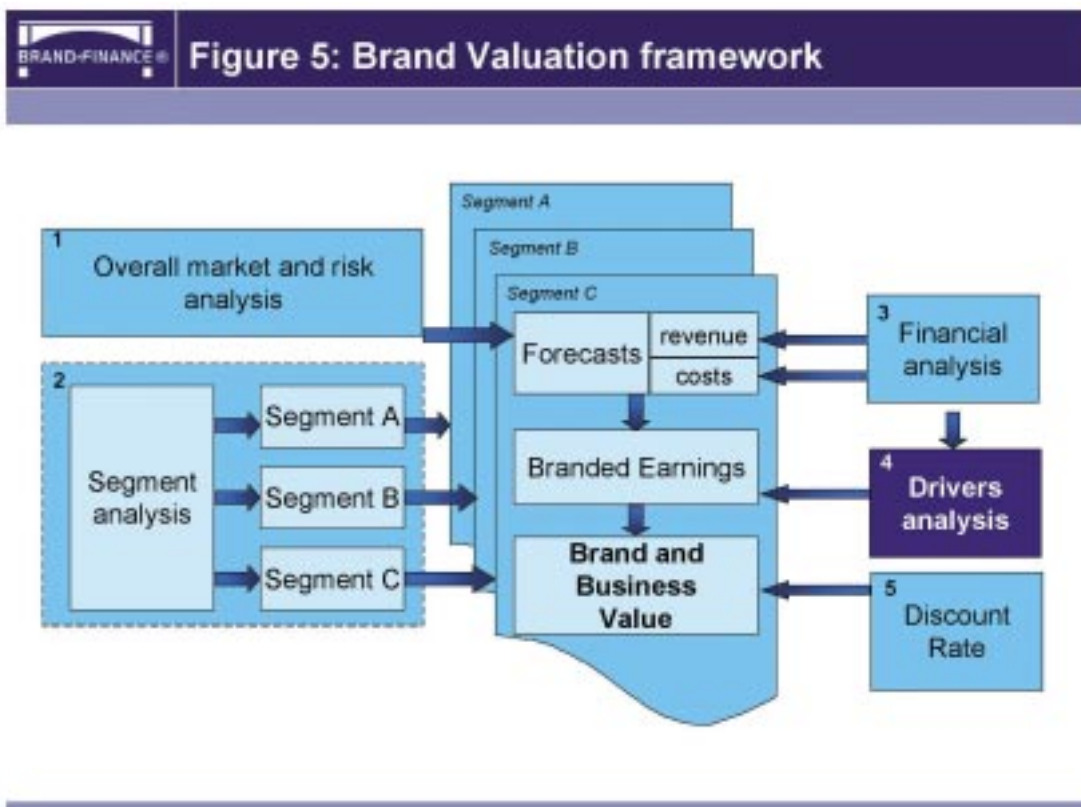 BRAND-FINANCE®
Figure 5: Brand Valuation framework
1
Overall market and risk
analysis
2
Segment
analysis
Segment A
Segment B
Segment C
Segment A
Segment B
Segment C
Forecasts
revenue
costs
Branded Earnings
Brand and
Business
Value
3
Financial
analysis
4
Drivers
analysis
5
Discount
Rate